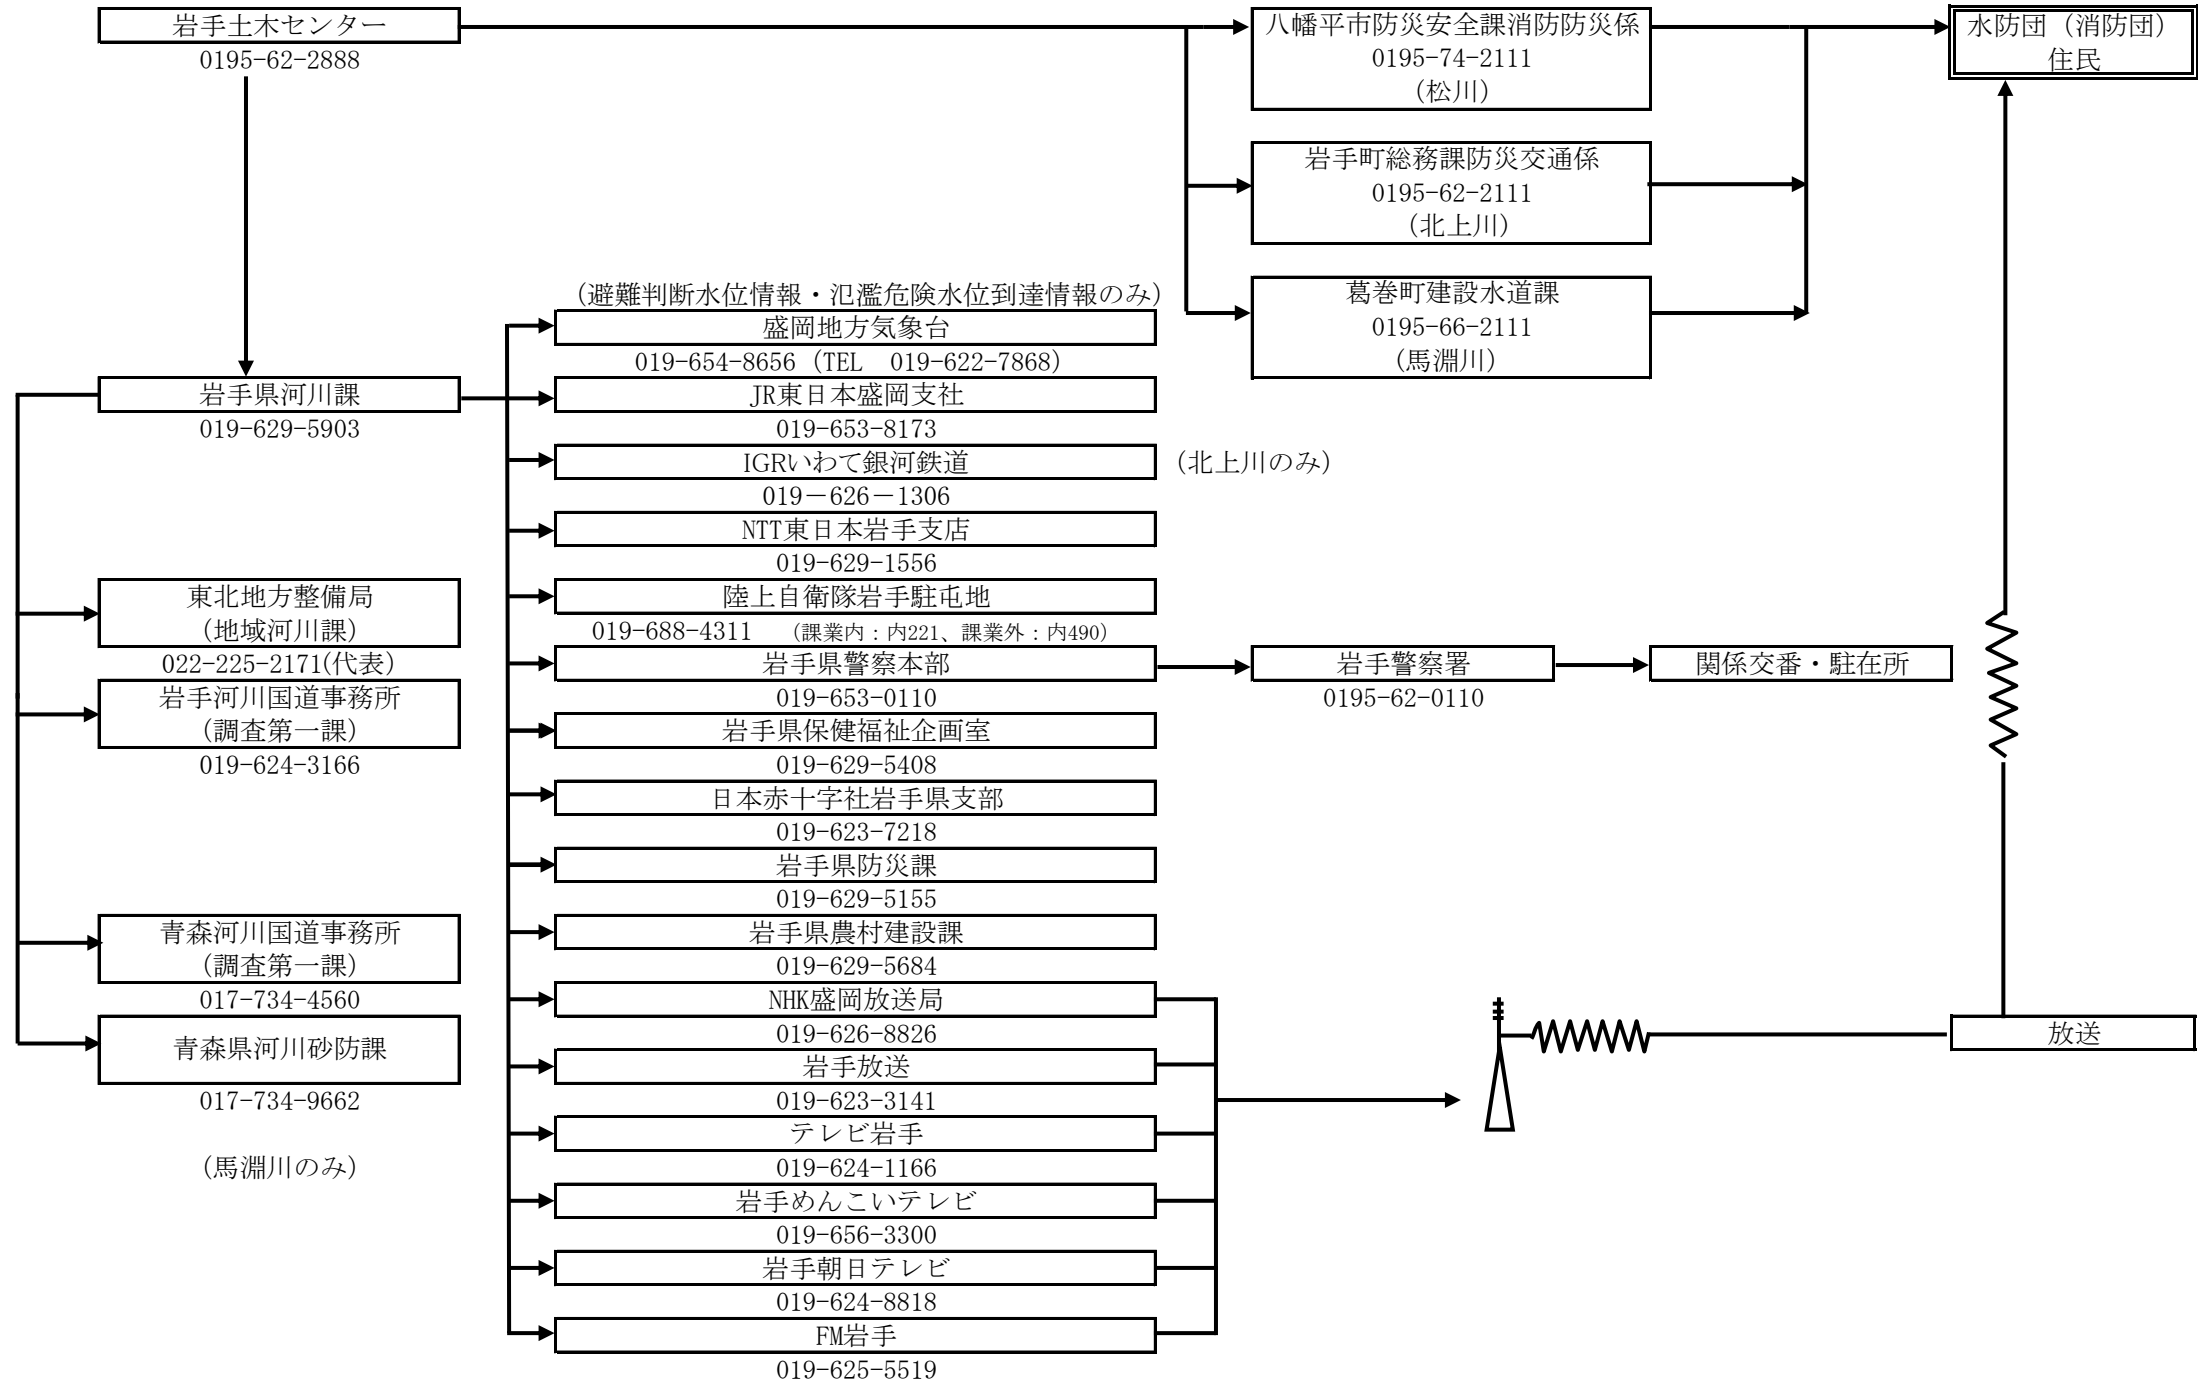 岩手土木センター
0195-62-2888
八幡平市防災安全課消防防災係
0195-74-2111
（松川）
水防団（消防団）
住民
岩手町総務課防災交通係
0195-62-2111
（北上川）
葛巻町建設水道課
0195-66-2111
（馬淵川）
岩手県河川課
019-629-5903
東北地方整備局
（地域河川課）
022-225-2171(代表）
岩手河川国道事務所
（調査第一課）
019-624-3166
青森河川国道事務所
（調査第一課）
017-734-4560
青森県河川砂防課
017-734-9662
（馬淵川のみ）
（避難判断水位情報・氾濫危険水位到達情報のみ）
盛岡地方気象台
019-654-8656（TEL　019-622-7868）
JR東日本盛岡支社
019-653-8173
IGRいわて銀河鉄道　（北上川のみ）
019－626－1306
NTT東日本岩手支店
019-629-1556
陸上自衛隊岩手駐屯地
019-688-4311　（課業内：内221、課業外：内490）
岩手県警察本部
019-653-0110
岩手警察署
0195-62-0110
関係交番・駐在所
岩手県保健福祉企画室
019-629-5408
日本赤十字社岩手県支部
019-623-7218
岩手県防災課
019-629-5155
岩手県農村建設課
019-629-5684
NHK盛岡放送局
019-626-8826
岩手放送
019-623-3141
テレビ岩手
019-624-1166
岩手めんこいテレビ
019-656-3300
岩手朝日テレビ
019-624-8818
FM岩手
019-625-5519
放送